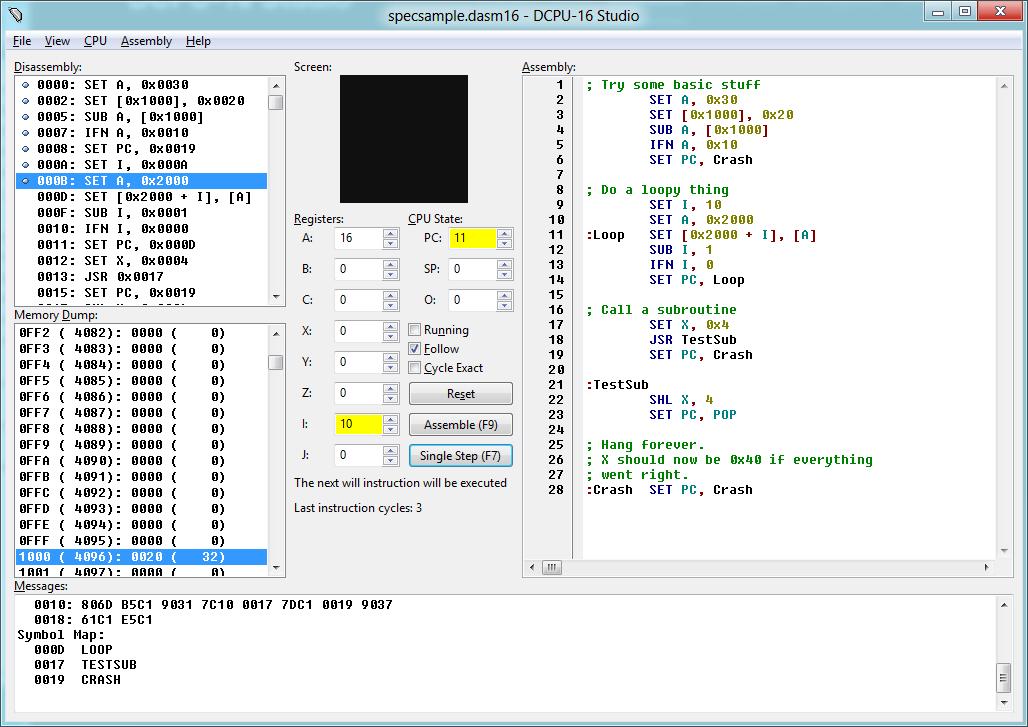 specsample.dasm16 - DCPU-16 Studio
File View CPU Assembly Help
Disassembly:
0000: SET A, 0x0030
0002: SET [0x1000], 0x0020
0005: SUB A, [0x1000]
0007: IFN A, 0x0010
0008: SET PC, 0x0019
000A: SET I, 0x000A
000B: SET A, 0x2000
000D: SET [0x2000 + I], [A]
000F: SUB I, 0x0001
0010: IFN I, 0x0000
0011: SET PC, 0x000D
0012: SET X, 0x0004
0013: JSR 0x0017
0015: SET PC, 0x0019
Memory Dump:
0FF2 ( 4082): 0000 (    0)
0FF3 ( 4083): 0000 (    0)
0FF4 ( 4084): 0000 (    0)
0FF5 ( 4085): 0000 (    0)
0FF6 ( 4086): 0000 (    0)
0FF7 ( 4087): 0000 (    0)
0FF8 ( 4088): 0000 (    0)
0FF9 ( 4089): 0000 (    0)
0FFA ( 4090): 0000 (    0)
0FFB ( 4091): 0000 (    0)
0FFC ( 4092): 0000 (    0)
0FFD ( 4093): 0000 (    0)
0FFE ( 4094): 0000 (    0)
0FFF ( 4095): 0000 (    0)
1000 ( 4096): 0020 (   32)
1001 ( 4097): 0000 (    0)
Screen:
Registers:
A: 16
B: 0
C: 0
X: 0
Y: 0
Z: 0
I: 10
J: 0
CPU State:
PC: 11
SP: 0
O: 0
Running
Follow
Cycle Exact
Reset
Assemble (F9)
Single Step (F7)
The next will instruction will be executed
Last instruction cycles: 3
Assembly:
1 ; Try some basic stuff
2 SET A, 0x30
3 SET [0x1000], 0x20
4 SUB A, [0x1000]
5 IFN A, 0x10
6 SET PC, Crash
7
8 ; Do a loopy thing
9 SET I, 10
10 SET A, 0x2000
11 :Loop SET [0x2000 + I], [A]
12 SUB I, 1
13 IFN I, 0
14 SET PC, Loop
15
16 ; Call a subroutine
17 SET X, 0x4
18 JSR TestSub
19 SET PC, Crash
20
21 :TestSub
22 SHL X, 4
23 SET PC, POP
24
25 ; Hang forever.
26 ; X should now be 0x40 if everything
27 ; went right.
28 :Crash SET PC, Crash
Messages:
0010: 806D B5C1 9031 7C10 0017 7DC1 0019 9037
0018: 61C1 E5C1
Symbol Map:
000D LOOP
0017 TESTSUB
0019 CRASH